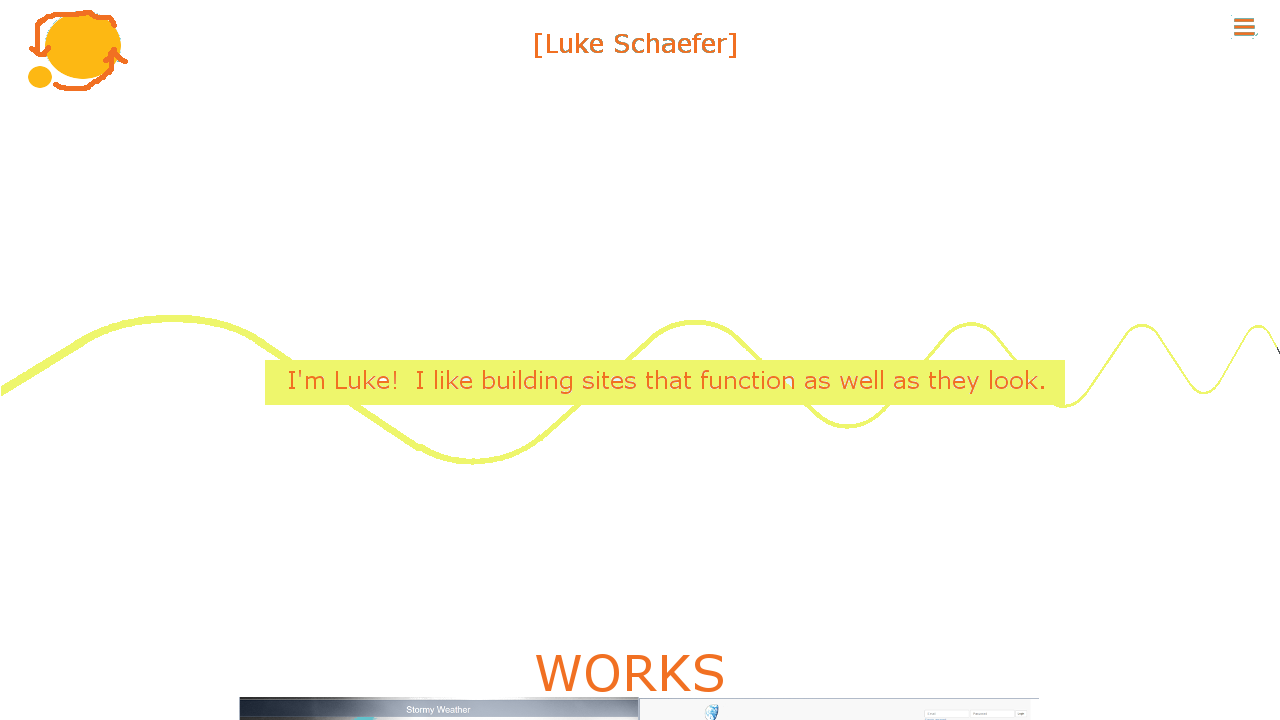 [Luke Schaefer]
I'm Luke!  I like building sites that function as well as they look.
WORKS
Stormy Weather